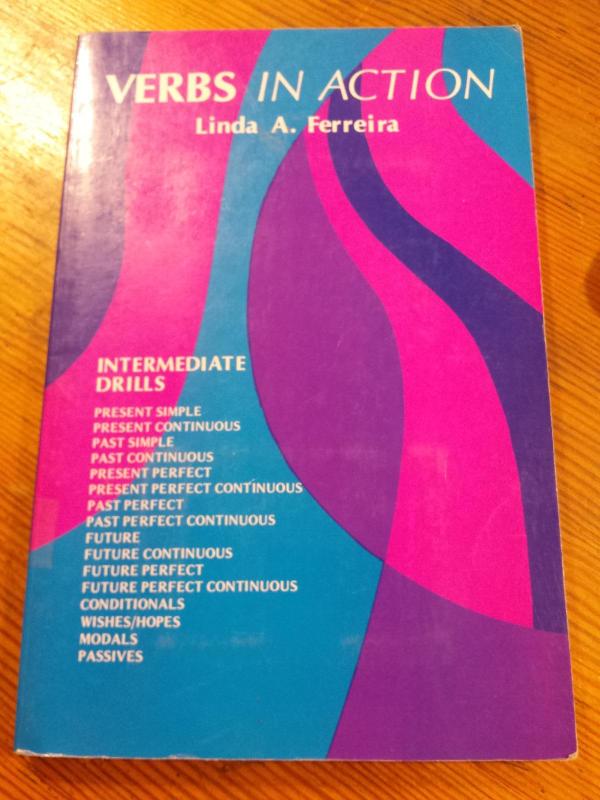 VERBS IN ACTION
Linda A. Ferreira
INTERMEDIATE
DRILLS
PRESENT SIMPLE
PRESENT CONTINUOUS
PAST SIMPLE
PAST CONTINUOUS
PRESENT PERFECT
PRESENT PERFECT CONTINUOUS
PAST PERFECT
PAST PERFECT CONTINUOUS
FUTURE
FUTURE CONTINUOUS
FUTURE PERFECT
FUTURE PERFECT CONTINUOUS
CONDITIONALS
WISHES/HOPES
MODALS
PASSIVES